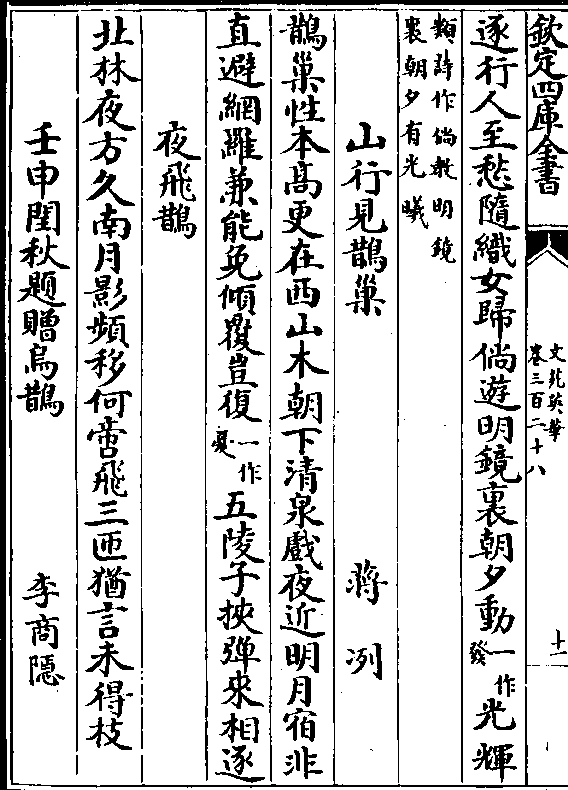 欽定四庫全書
文苑英華
卷三百二十八
十二
逐行人至愁隨織女歸倘遊明鏡裏朝夕動一作發光輝
類詩作倘教明鏡
裏朝夕有光曦
山行見鵲巢 蔣冽
鵲巢性本髙更在西山木朝下清泉戲夜近明月宿非
直避網羅兼能免傾覆豈復一作憂五陵子挾彈來相逐
夜飛鵲
北林夜方久南月影頻移何啻飛三匝猶言未得枝
壬申閏秋題贈烏鵲 李商隱